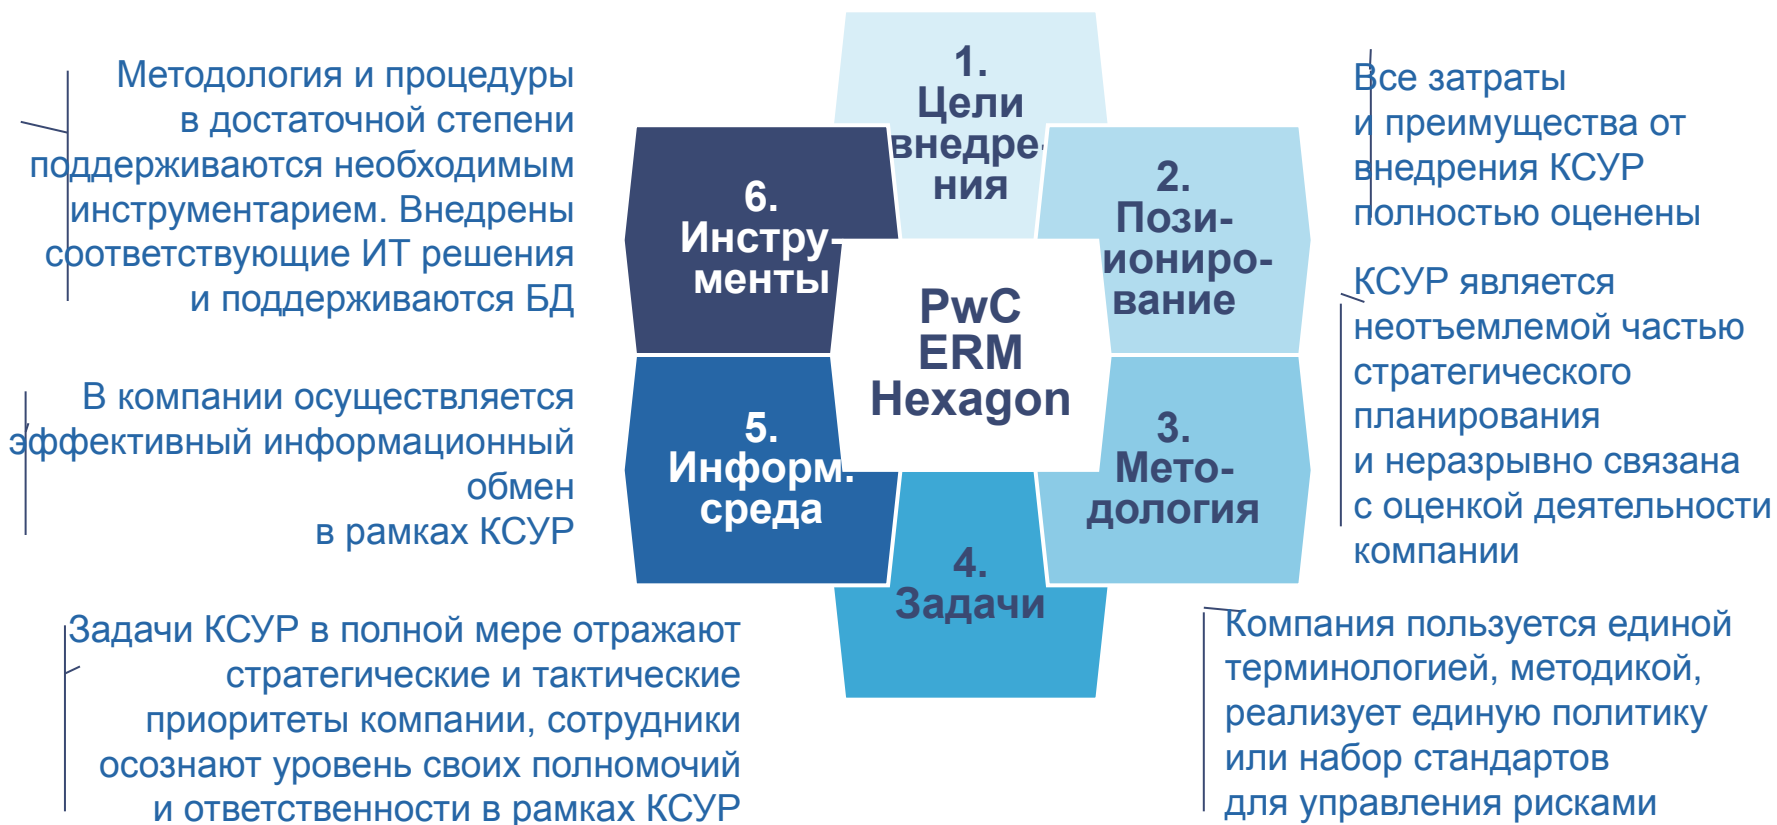 1.
Цели
внедре-
ния
2.
Пози-
иониро-
вание
3.
Мето-
дология
4.
Задачи
5.
Информ.
среда
6.
Инстру-
менты
PwC
ERM
Hexagon
Методология и процедуры
в достаточной степени
поддерживаются необходимым
инструментарием. Внедрены
соответствующие ИТ решения
и поддерживаются БД
В компании осуществляется
эффективный информационный
обмен
в рамках КСУР
Задачи КСУР в полной мере отражают
стратегические и тактические
приоритеты компании, сотрудники
осознают уровень своих полномочий
и ответственности в рамках КСУР
Все затраты
и преимущества от
внедрения КСУР
полностью оценены
КСУР является
неотъемлемой частью
стратегического
планирования
и неразрывно связана
с оценкой деятельности
компании
Компания пользуется единой
терминологией, методикой,
реализует единую политику
или набор стандартов
для управления рисками